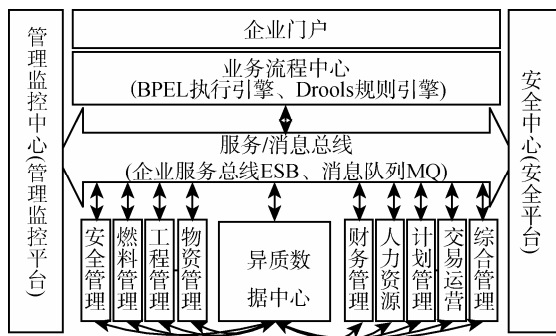 企业门户
业务流程中心
(BPEL执行引擎、Drools规则引擎)
服务/消息总线
(企业服务总线ESB、消息队列MQ)
管理监控中心(管理监控平台)
安全中心(安全平台)
安全管理
燃料管理
工程管理
物资管理
异质数
据中心
财务管理
人力资源
计划管理
交易运营
综合管理